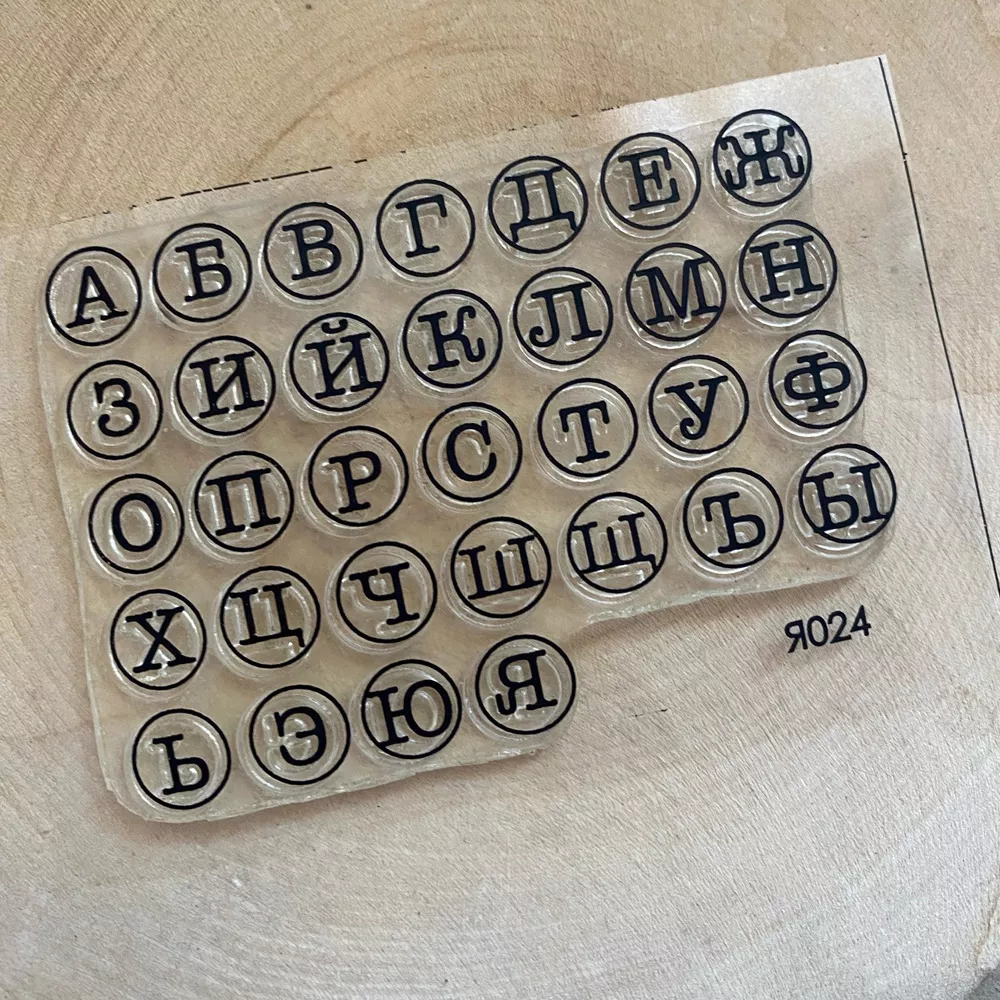 А Б В Г Д Е Ж
З И Й К Л М Н
О П Р С Т У Ф
Х Ц Ч Ш Щ Ъ Ы
Ь Э Ю Я
Я024